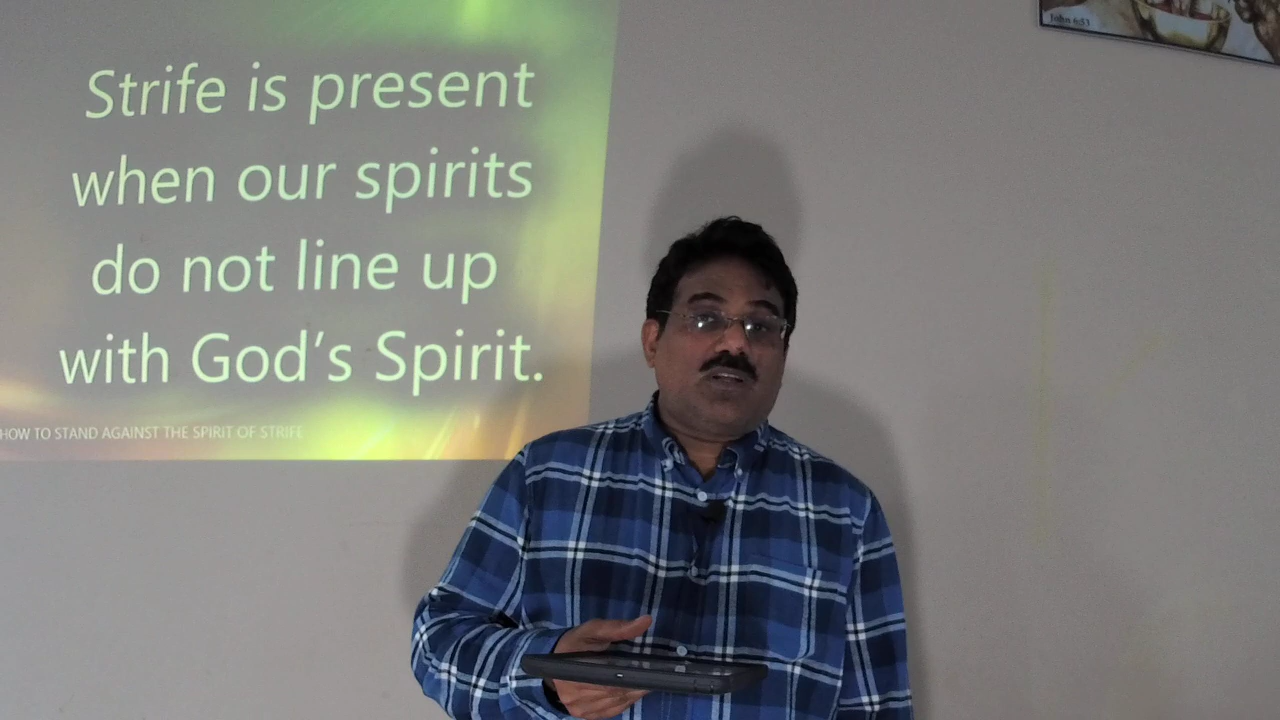 Strife is present
when our spirits
do not line up
with God's Spirit.
HOW TO STAND AGAINST THE SPIRIT OF STRIFE
John 6:53